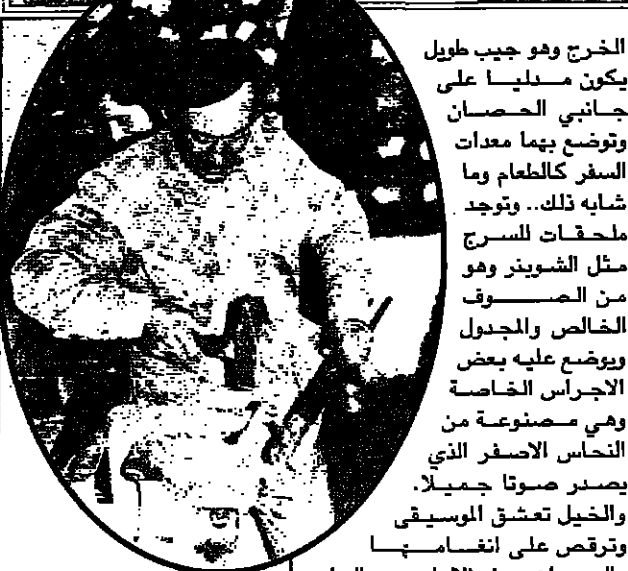 الخرج وهو جيب طويل
يكون مدليا على
جانبي الحصان
وتوضع بهما معدات
السفر كالطعام وما
شابه ذلك.. وتوجد
ملحقات للسرج
مثل الشوينر وهو
من الصوف
الخالص والمجدول
ويوضع عليه بعض
الاجراس الخاصة
وهي مصنوعة من
النحاس الاصفر الذي
يصدر صوتا جميلا.
والخيل تعشق الموسيقى
وترقص على انغامها